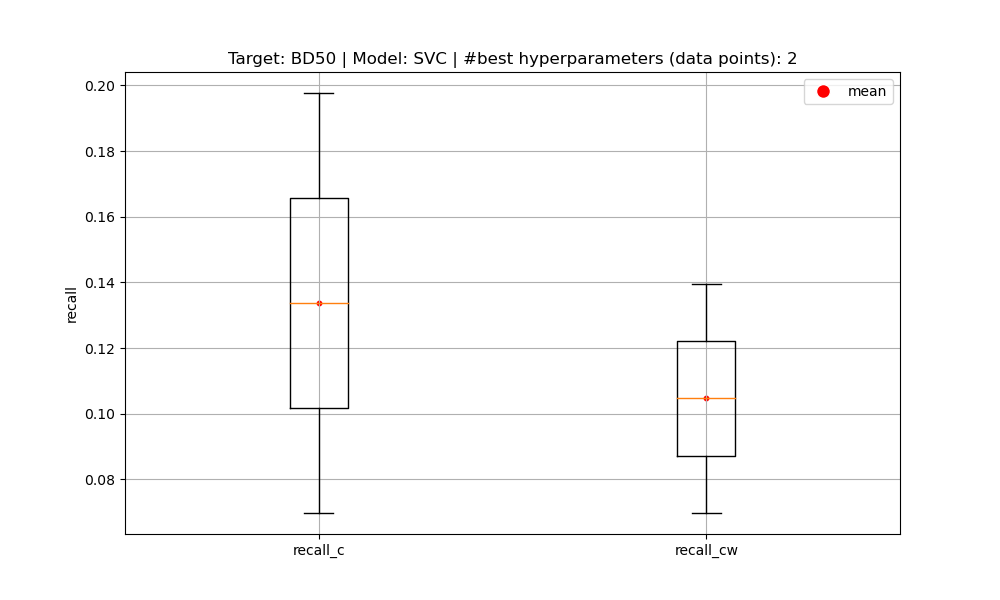 Target: BD50 | Model: SVC | #best hyperparameters (data points): 2
mean
0.20
0.18
0.16
0.14
0.12
0.10
0.08
recall
recall_c
recall_cw